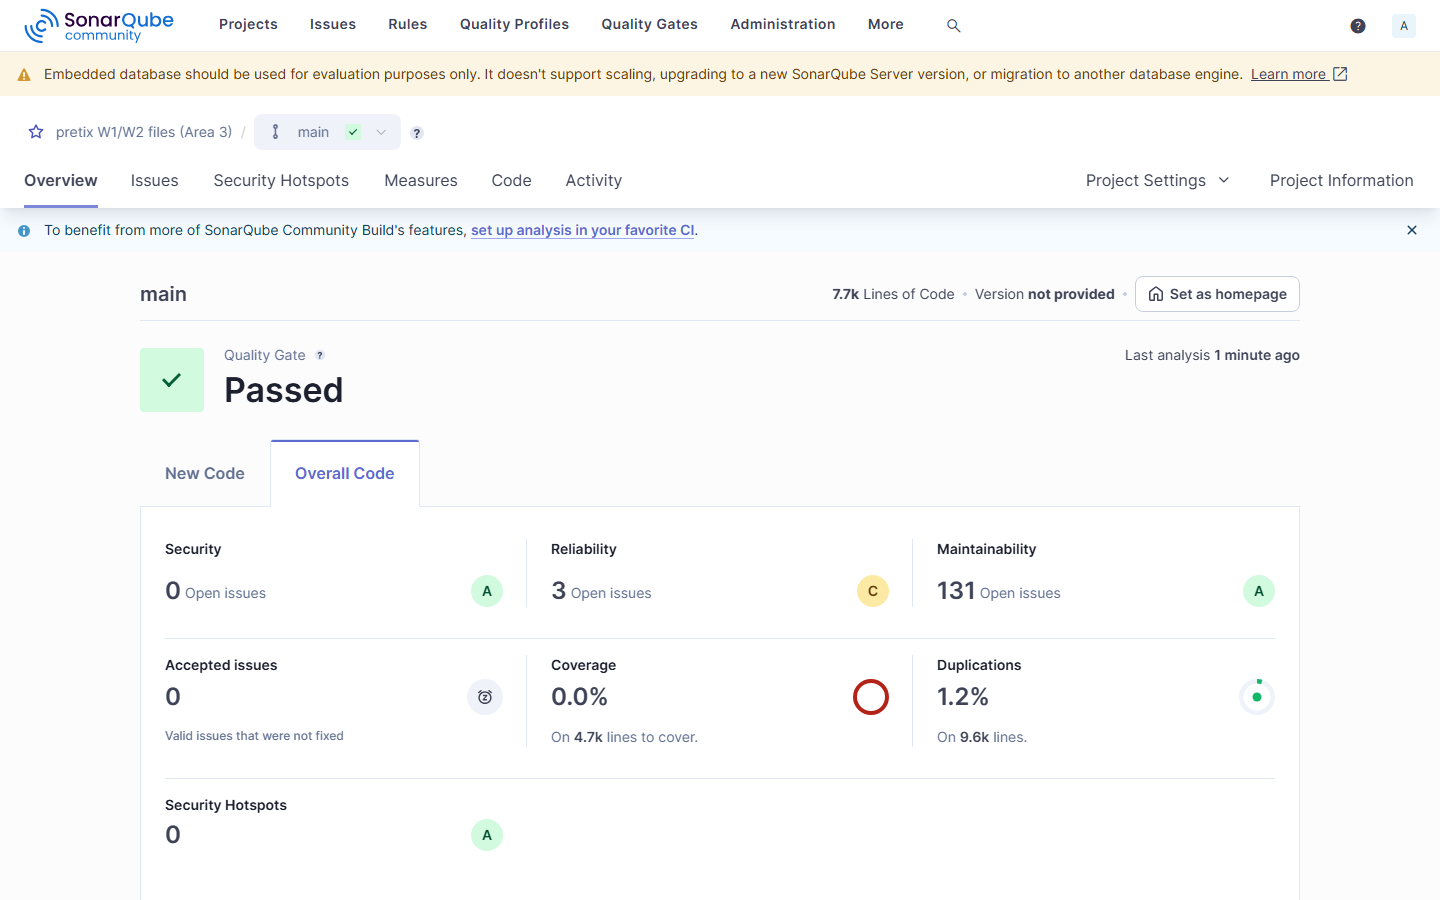 SonarQube community
Projects Issues Rules Quality Profiles Quality Gates Administration More ? A
Embedded database should be used for evaluation purposes only. It doesn't support scaling, upgrading to a new SonarQube Server version, or migration to another database engine. Learn more
pretix W1/W2 files (Area 3) / main ?
Overview Issues Security Hotspots Measures Code Activity Project Settings Project Information
To benefit from more of SonarQube Community Build's features, set up analysis in your favorite CI.
main 7.7k Lines of Code • Version not provided • Set as homepage
Quality Gate ? Last analysis 1 minute ago
Passed
New Code Overall Code
Security Reliability Maintainability
0 Open issues A 3 Open issues C 131 Open issues A
Accepted issues Coverage Duplications
0 0.0% 1.2%
Valid issues that were not fixed On 4.7k lines to cover. On 9.6k lines.
Security Hotspots
0 A